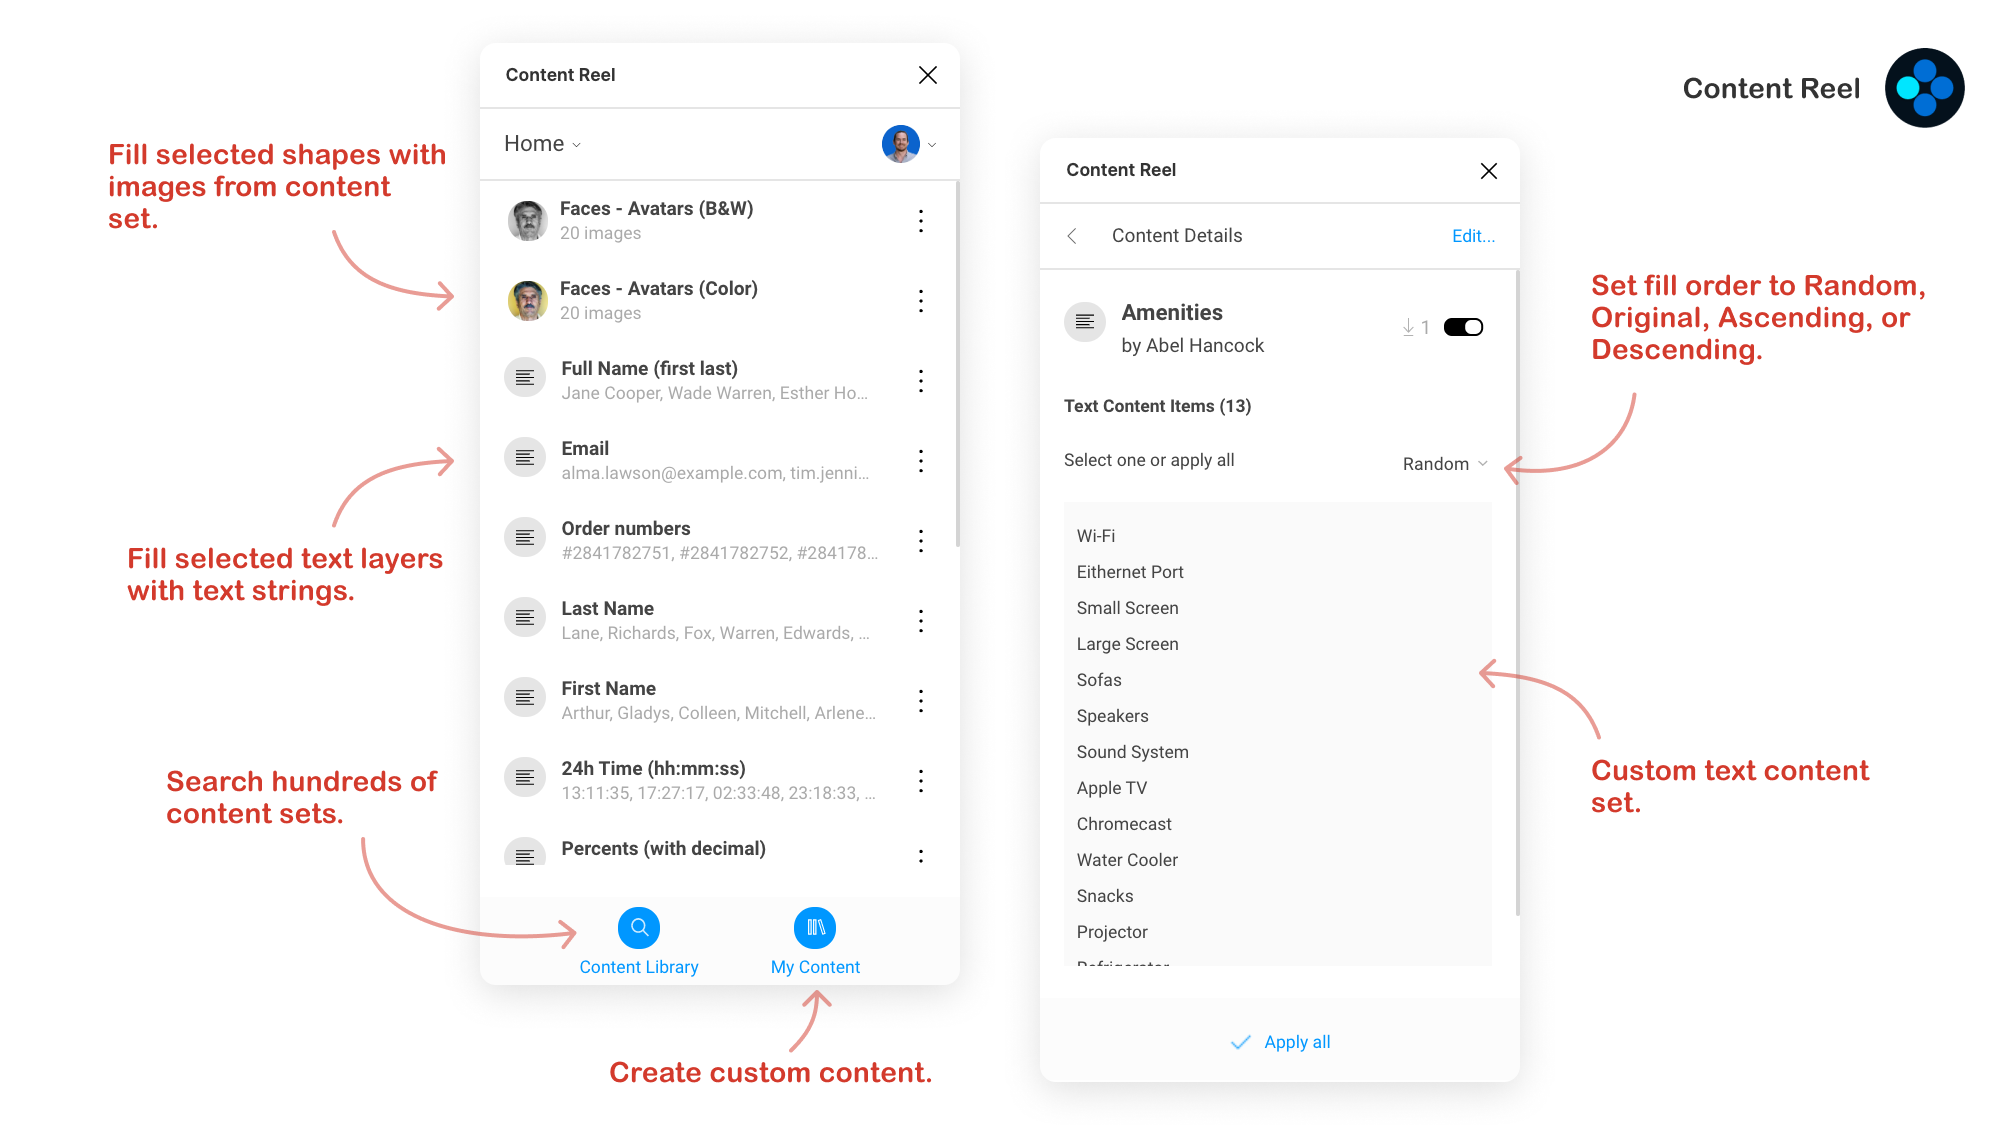 Content Reel
Content Reel
Home
Fill selected shapes with
images from content
set.
Faces - Avatars (B&W)
20 images
Faces - Avatars (Color)
20 images
Full Name (first last)
Jane Cooper, Wade Warren, Esther Ho...
Email
alma.lawson@example.com, tim.jenni...
Order numbers
#2841782751, #2841782752, #284178...
Fill selected text layers
with text strings.
Last Name
Lane, Richards, Fox, Warren, Edwards, ...
First Name
Arthur, Gladys, Colleen, Mitchell, Arlene...
24h Time (hh:mm:ss)
13:11:35, 17:27:17, 02:33:48, 23:18:33, ...
Search hundreds of
content sets.
Percents (with decimal)
Content Library
My Content
Create custom content.
Content Reel
Content Details
Edit...
Amenities
by Abel Hancock
1
Text Content Items (13)
Select one or apply all
Random
Set fill order to Random,
Original, Ascending, or
Descending.
Wi-Fi
Eithernet Port
Small Screen
Large Screen
Sofas
Speakers
Sound System
Apple TV
Chromecast
Water Cooler
Snacks
Projector
Refrigerator
Custom text content
set.
Apply all